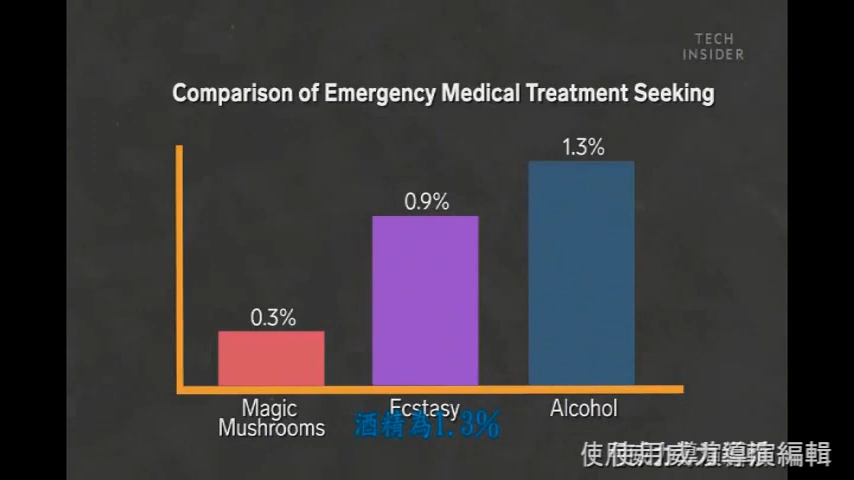 TECH
INSIDER
Comparison of Emergency Medical Treatment Seeking
1.3%
0.9%
0.3%
Magic
Mushrooms
Ecstasy
Alcohol
酒精為1.3%